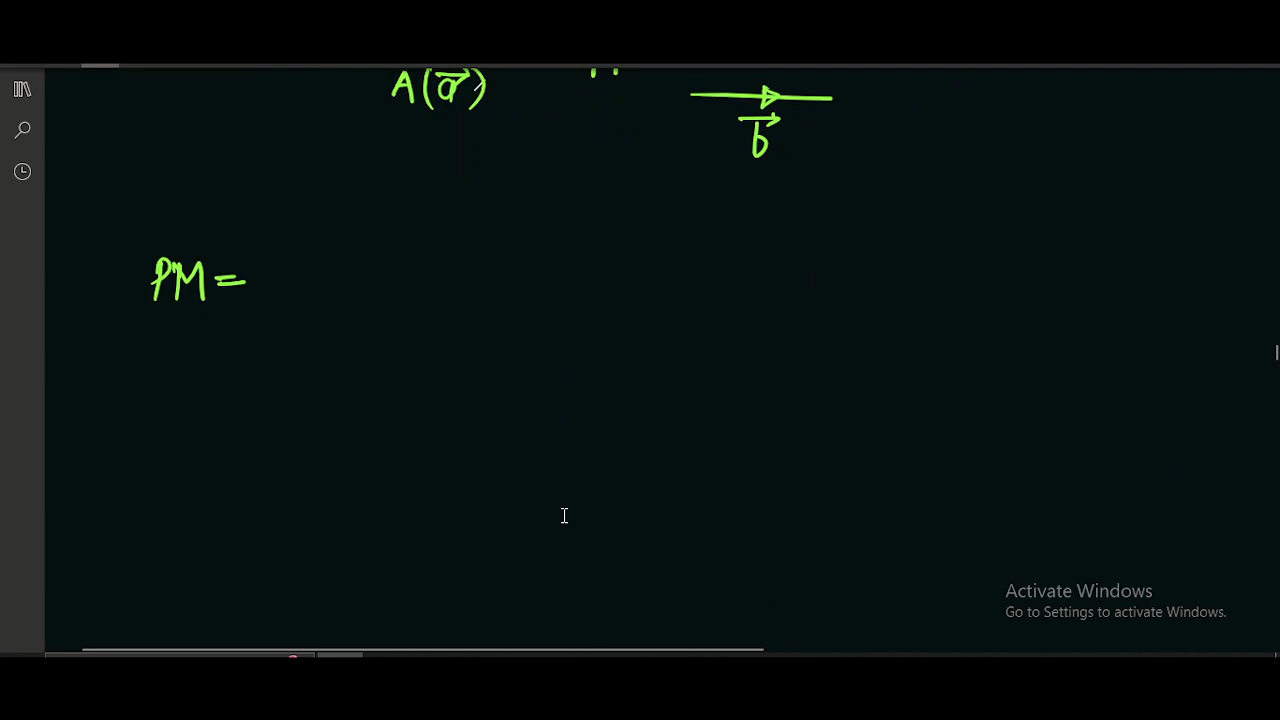 A(a⃗)
b⃗
PM =
Activate Windows
Go to Settings to activate Windows.